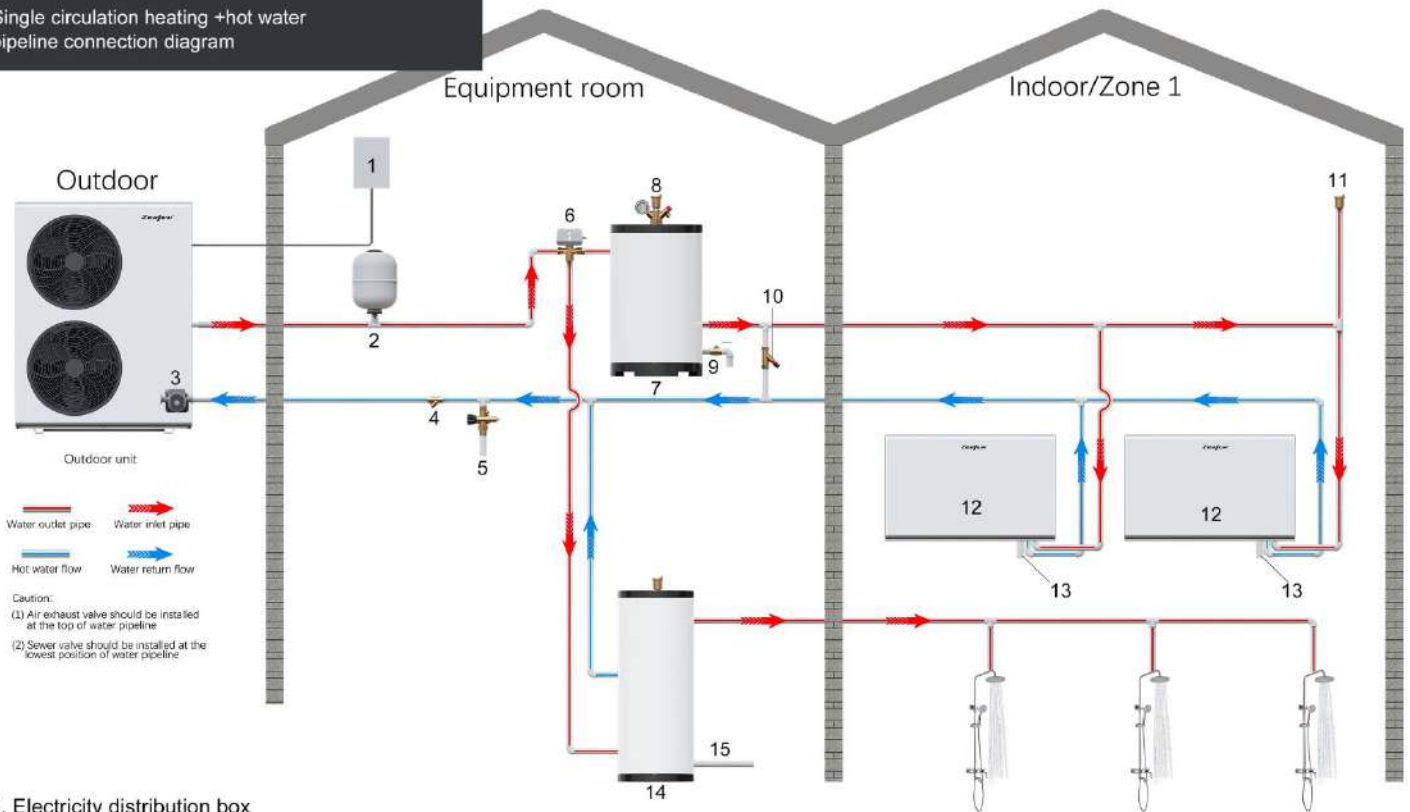 Single circulation heating +hot water
pipeline connection diagram
Equipment room
Indoor/Zone 1
Outdoor
1
8
11
6
10
2
9
3
7
4
5
Outdoor unit
12
12
Water outlet pipe
Water inlet pipe
Hot water flow
Water return flow
13
13
Caution:
(1) Air exhaust valve should be installed
at the top of water pipeline
(2) Sewer valve should be installed at the
lowest position of water pipeline
15
14
. Electricity distribution box